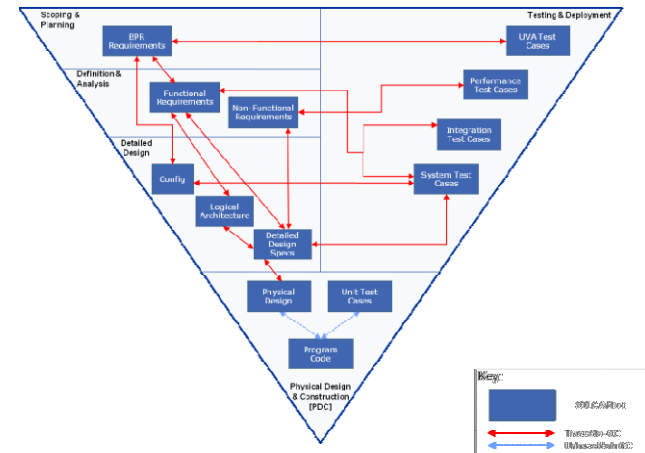 Scoping &
Planning
Testing & Deployment
BPR
Requirements
UVA Test
Cases
Definition &
Analysis
Functional
Requirements
Non-Functional
Requirements
Performance
Test Cases
Integration
Test Cases
Detailed
Design
Config
System Test
Cases
Logical
Architecture
Detailed
Design
Specs
Physical
Design
Unit Test
Cases
Program
Code
Physical Design
& Construction
[PDC]
Key: